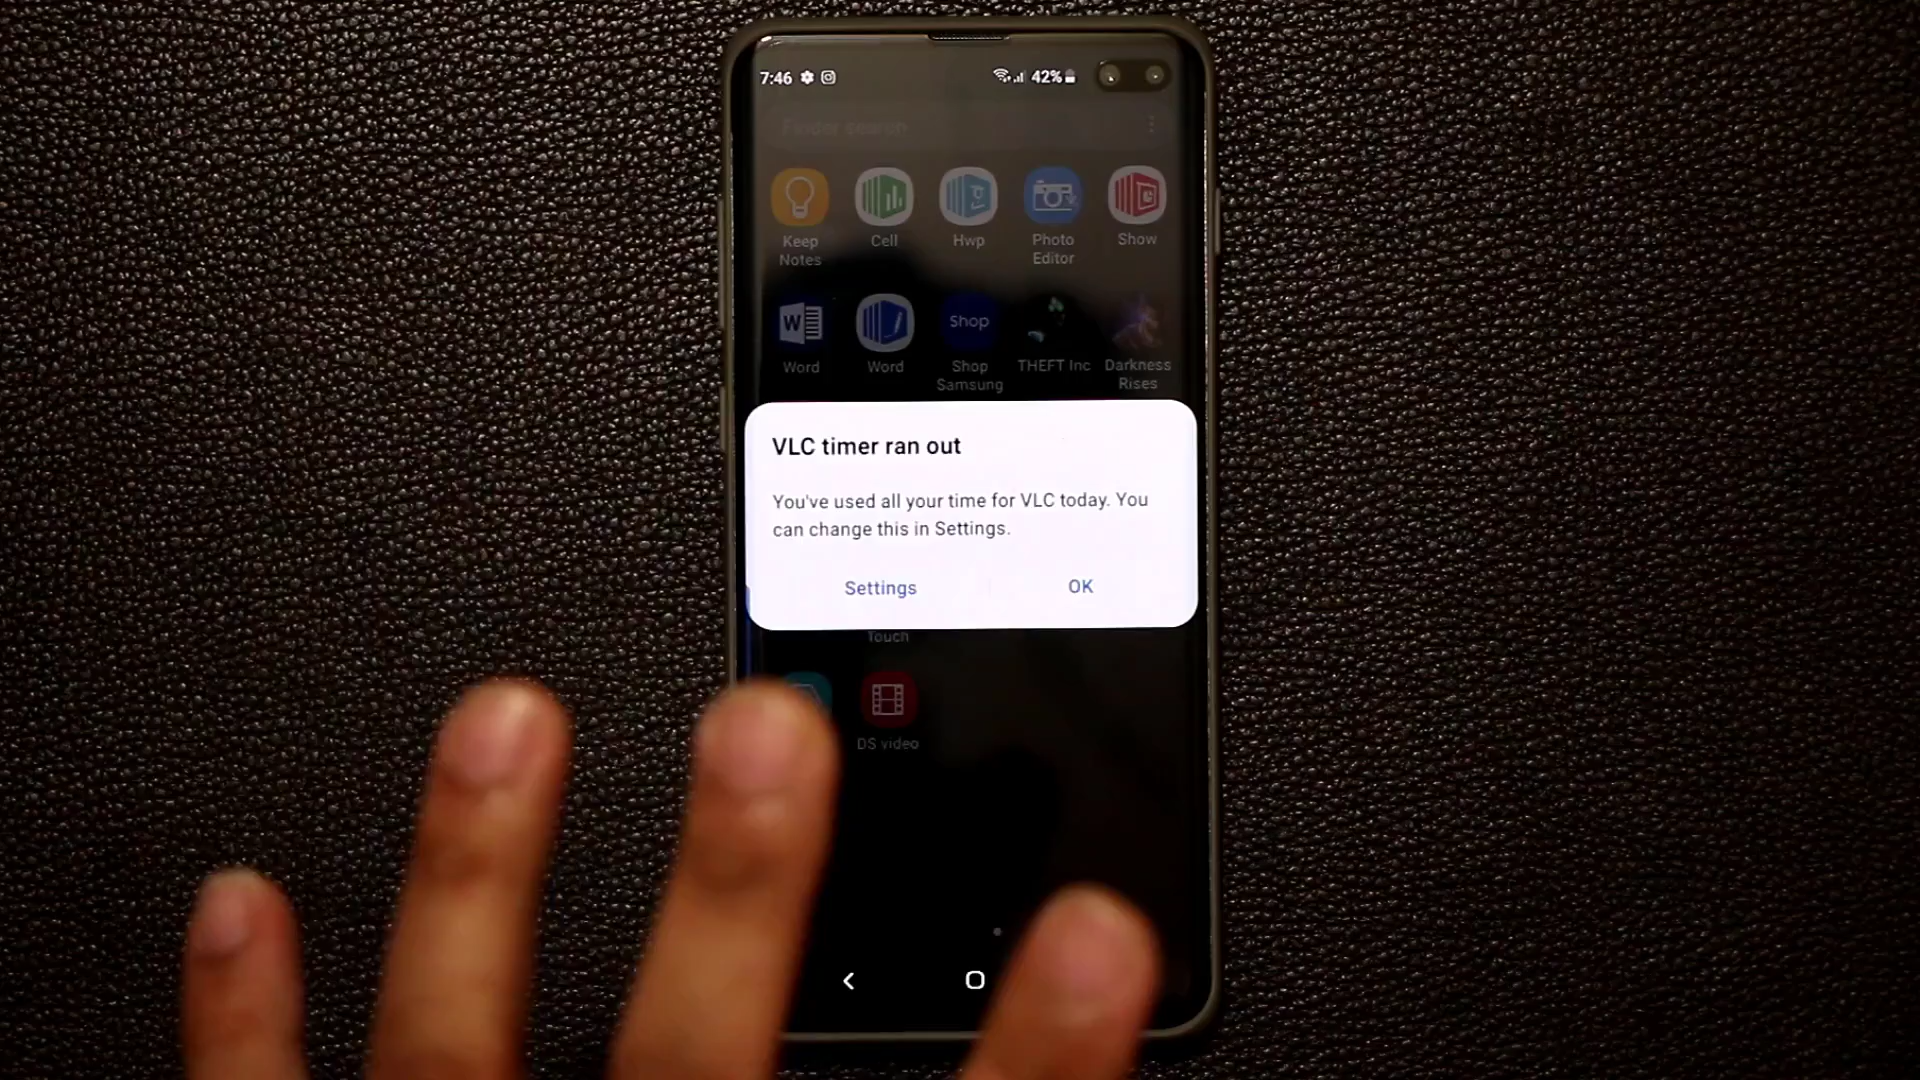 7:46 42%
Finder search
Keep Notes
Cell
Hwp
Photo Editor
Show
W
Word
Word
Shop
Shop Samsung
THEFT Inc
Darkness Rises
VLC timer ran out
You've used all your time for VLC today. You
can change this in Settings.
Settings OK
Touch
DS video